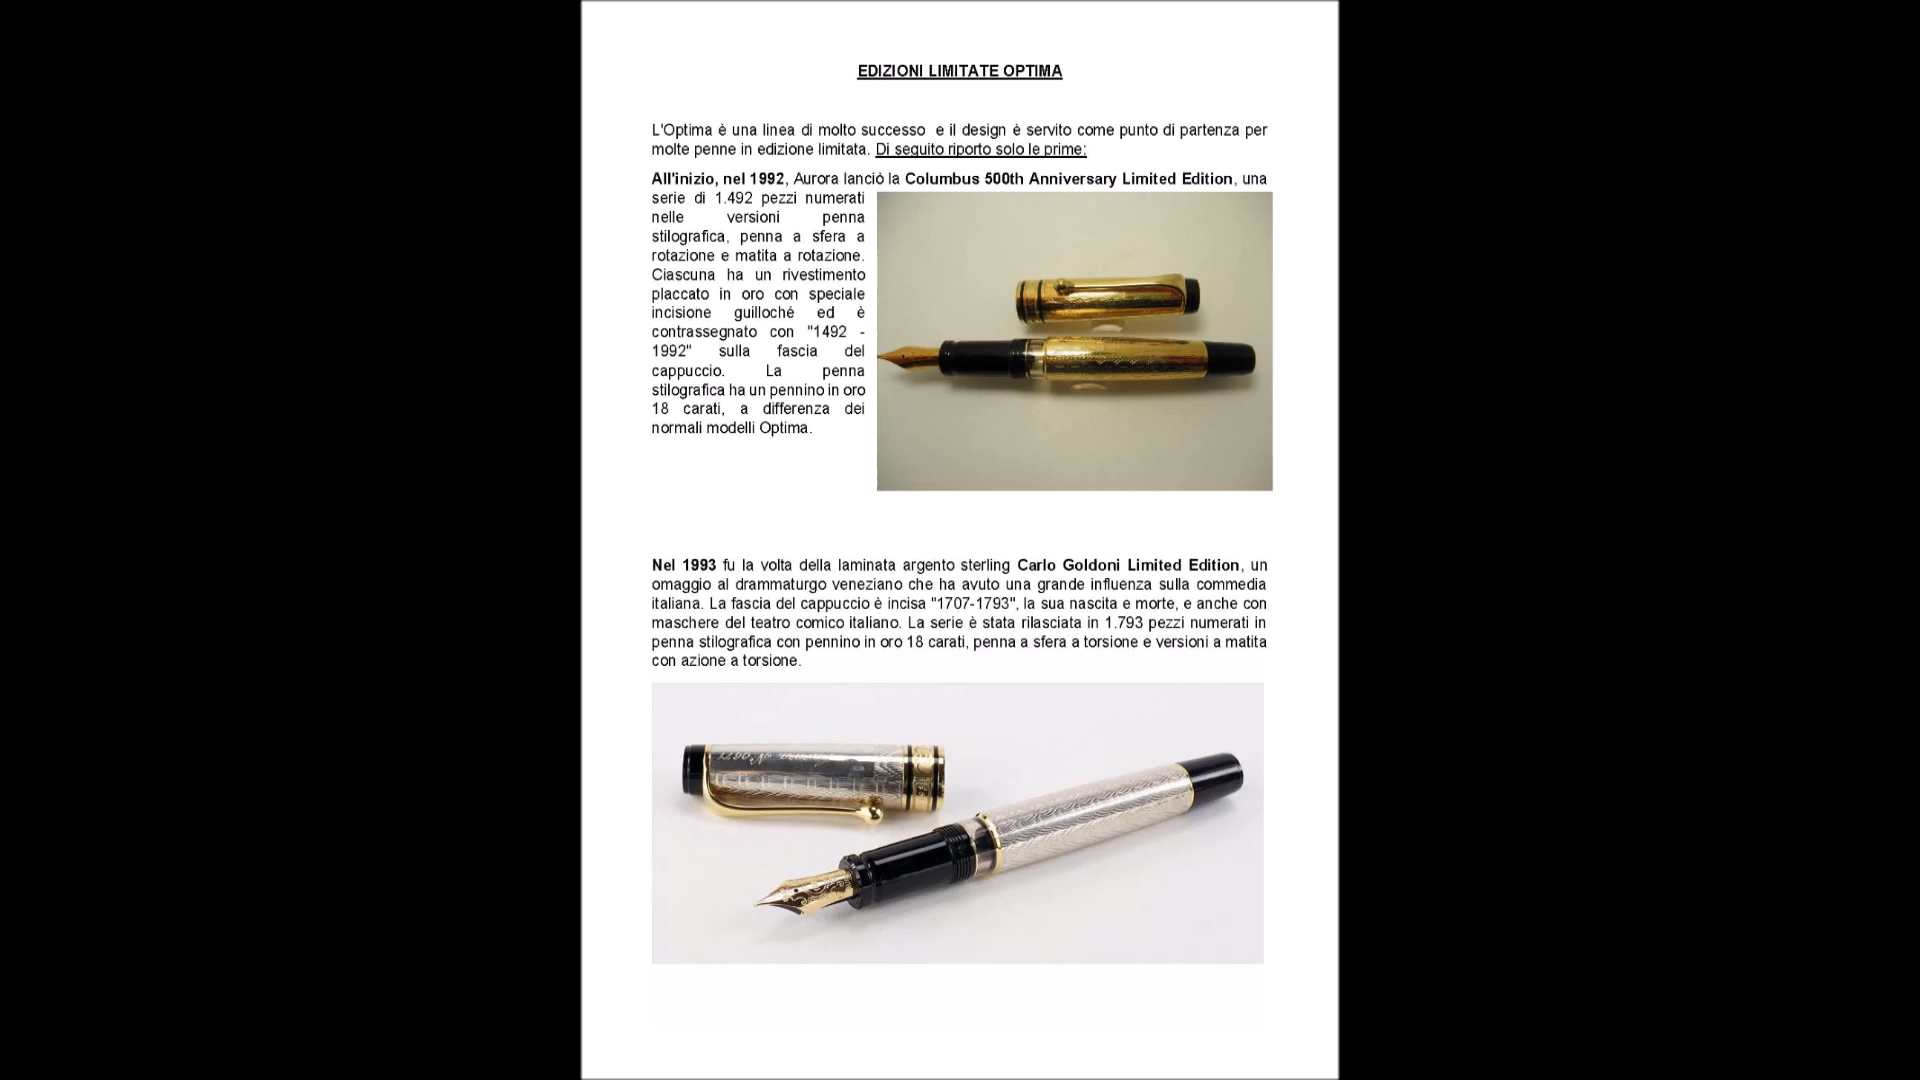 EDIZIONI LIMITATE OPTIMA
L'Optima è una linea di molto successo e il design è servito come punto di partenza per
molte penne in edizione limitata. Di seguito riporto solo le prime:
All'inizio, nel 1992, Aurora lanciò la Columbus 500th Anniversary Limited Edition, una
serie di 1.492 pezzi numerati
nelle versioni penna
stilografica, penna a sfera a
rotazione e matita a rotazione.
Ciascuna ha un rivestimento
placcato in oro con speciale
incisione guilloché ed è
contrassegnato con "1492 -
1992" sulla fascia del
cappuccio. La penna
stilografica ha un pennino in oro
18 carati, a differenza dei
normali modelli Optima.
Nel 1993 fu la volta della laminata argento sterling Carlo Goldoni Limited Edition, un
omaggio al drammaturgo veneziano che ha avuto una grande influenza sulla commedia
italiana. La fascia del cappuccio è incisa "1707-1793", la sua nascita e morte, e anche con
maschere del teatro comico italiano. La serie è stata rilasciata in 1.793 pezzi numerati in
penna stilografica con pennino in oro 18 carati, penna a sfera a torsione e versioni a matita
con azione a torsione.